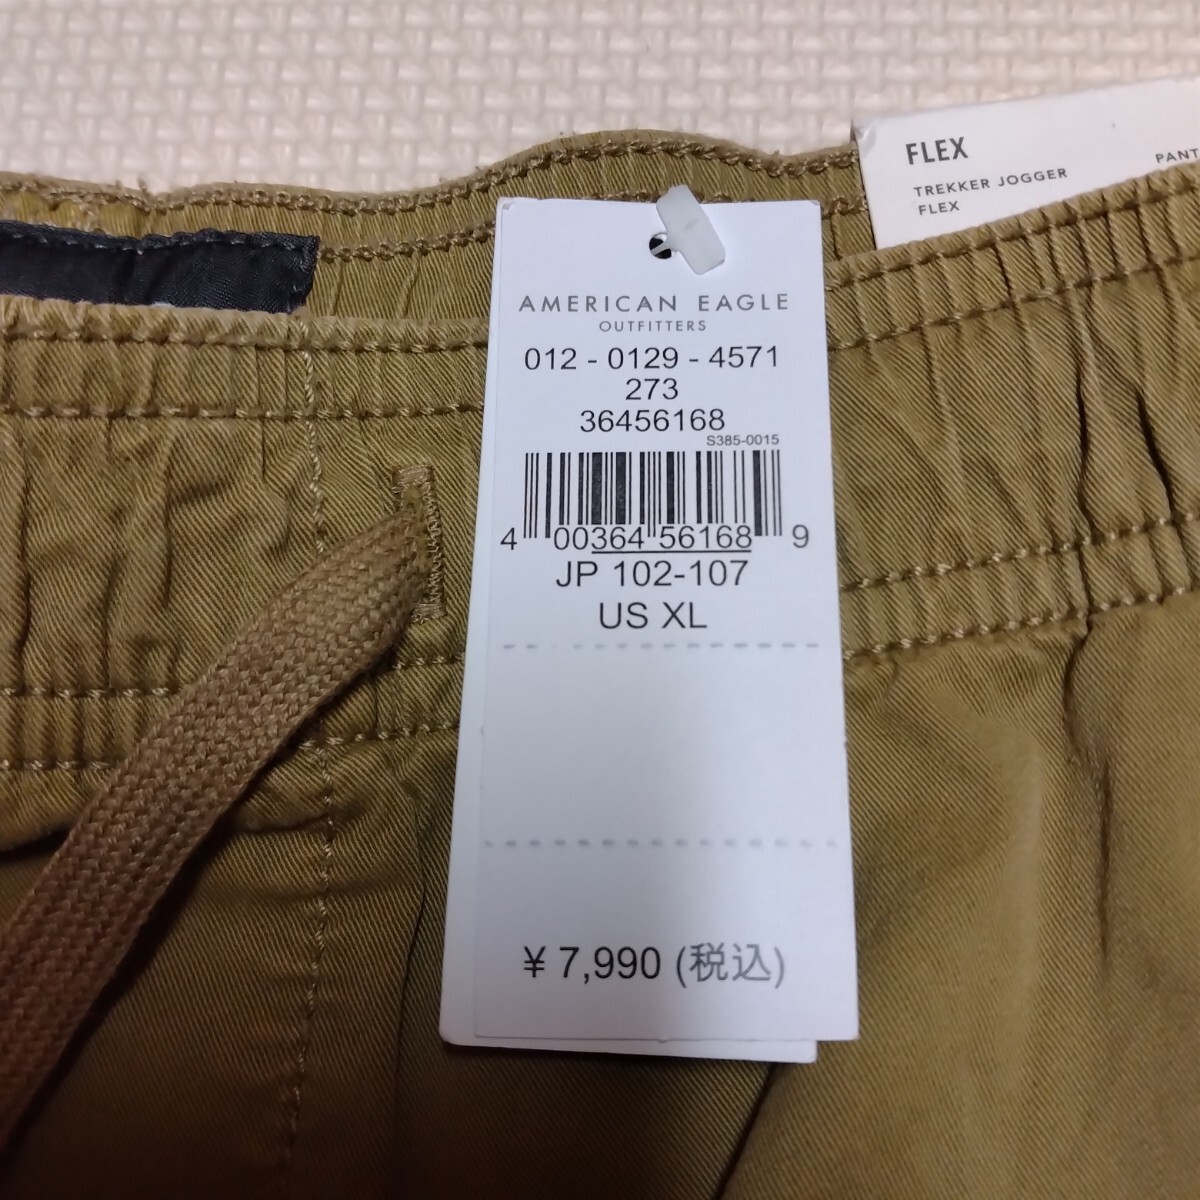 FLEX
TREKKER JOGGER
FLEX
PANT
AMERICAN EAGLE
OUTFITTERS
012 - 0129 - 4571
273
36456168
S385-0015
4 00364 56168 9
JP 102-107
US XL
¥ 7,990 (税込)